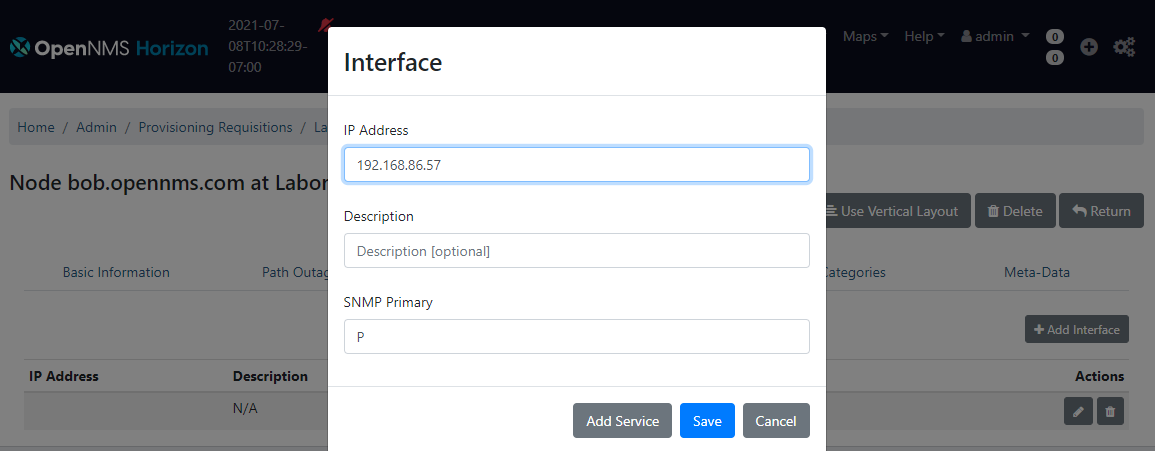 OpenNMS Horizon
2021-07-
08T10:28:29-
07:00
Maps
Help
admin
0
0
Home / Admin / Provisioning Requisitions / La
Node bob.opennms.com at Labor
Use Vertical Layout
Delete
Return
Basic Information
Path Outag
Categories
Meta-Data
Add Interface
IP Address
Description
Actions
N/A
Interface
IP Address
192.168.86.57
Description
Description [optional]
SNMP Primary
P
Add Service
Save
Cancel